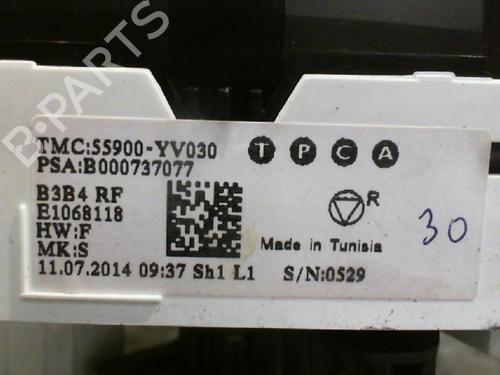 TMC:55900-YV030 T P C A
PSA:B000737077
B3B4 RF
E1068118
HW:F
MK:S
R
Made in Tunisia
30
11.07.2014 09:37 Sh1 L1 S/N:0529
B-PARTS